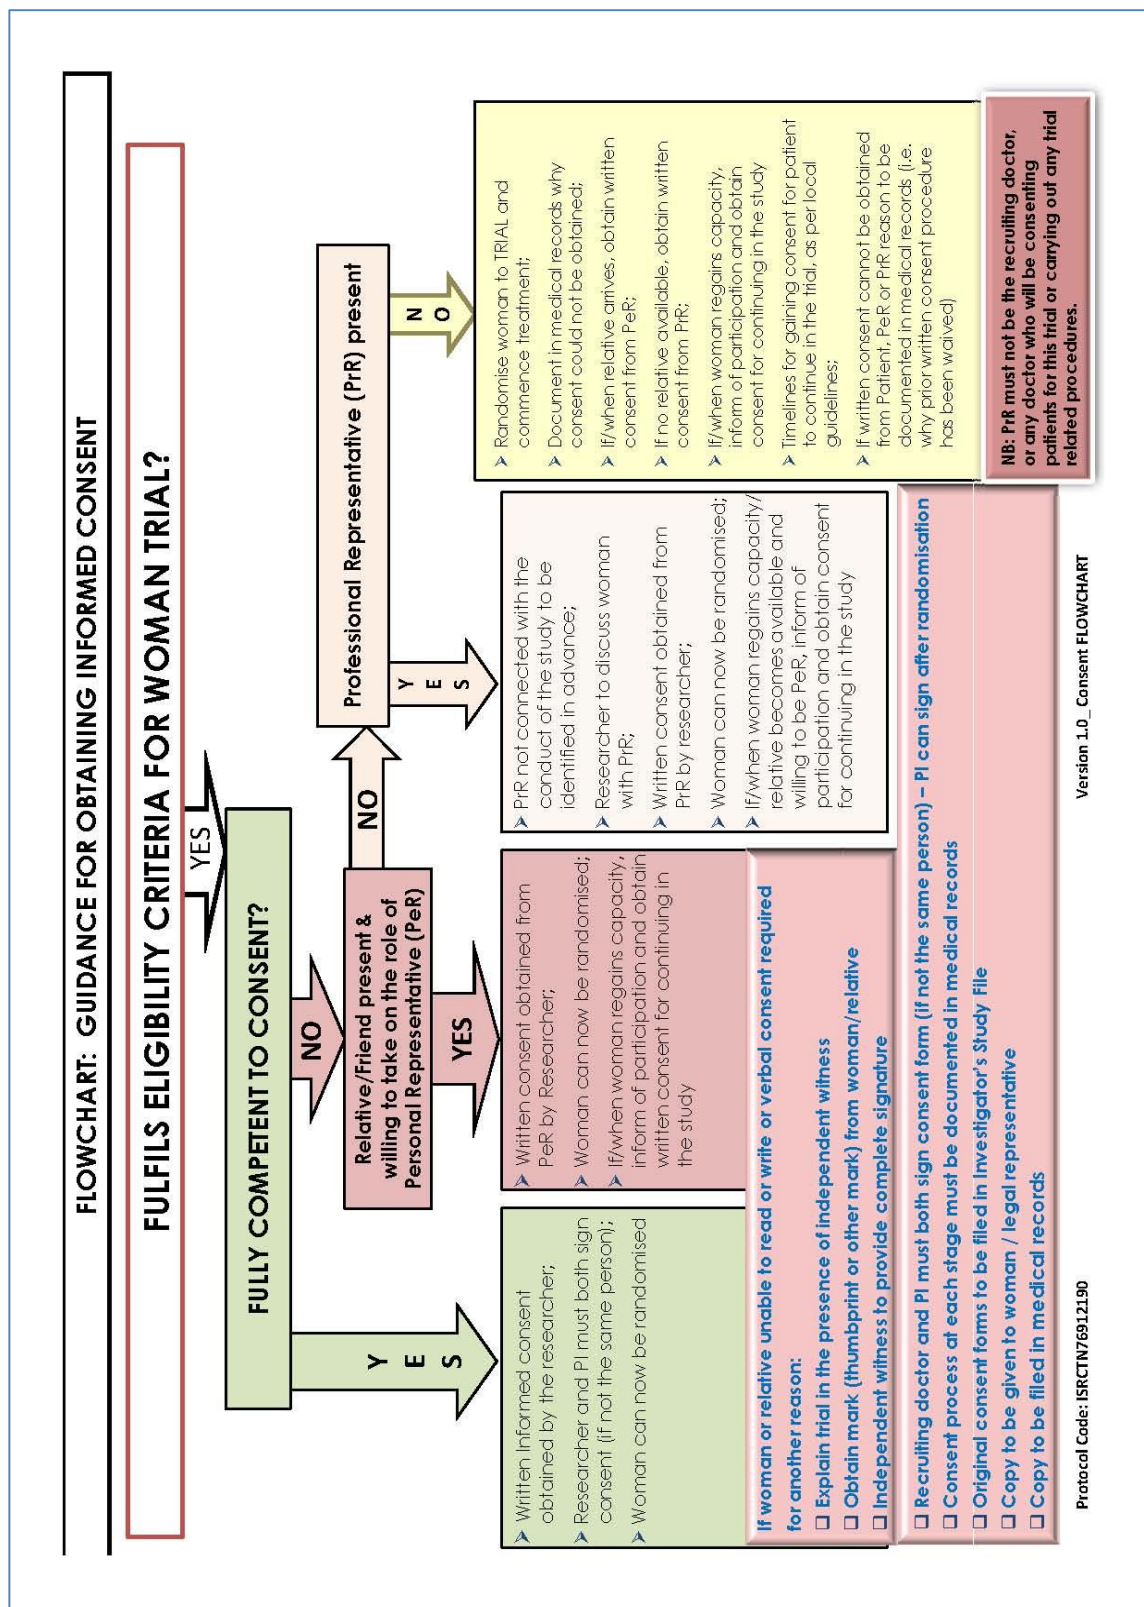 FLOWCHART: GUIDANCE FOR OBTAINING INFORMED CONSENT
FULFILS ELIGIBILITY CRITERIA FOR WOMAN TRIAL?
YES
FULLY COMPETENT TO CONSENT?
NO
Relative/Friend present &
willing to take on the role of
Personal Representative (PeR)
NO
Professional Representative (PrR) present
YES
YES
YES
NO
➢ Written Informed consent
obtained by the researcher;
➢ Researcher and PI must both sign
consent (if not the same person);
➢ Woman can now be randomised
➢ Written consent obtained from
PeR by Researcher;
➢ Woman can now be randomised;
➢ If/when woman regains capacity,
inform of participation and obtain
written consent for continuing in
the study
➢ PrR not connected with the
conduct of the study to be
identified in advance;
➢ Researcher to discuss woman
with PrR;
➢ Written consent obtained from
PrR by researcher;
➢ Woman can now be randomised;
➢ If/when woman regains capacity/
relative becomes available and
willing to be PeR, inform of
participation and obtain consent
for continuing in the study
➢ Randomise woman to TRIAL and
commence treatment;
➢ Document in medical records why
consent could not be obtained;
➢ If/when relative arrives, obtain written
consent from PeR;
➢ If no relative available, obtain written
consent from PrR;
➢ If/when woman regains capacity,
inform of participation and obtain
consent for continuing in the study
➢ Timelines for gaining consent for patient
to continue in the trial, as per local
guidelines;
➢ If written consent cannot be obtained
from Patient, PeR or PrR reason to be
documented in medical records (i.e.
why prior written consent procedure
has been waived)
If woman or relative unable to read or write or verbal consent required
for another reason:
❑ Explain trial in the presence of independent witness
❑ Obtain mark (thumbprint or other mark) from woman/relative
❑ Independent witness to provide complete signature
❑ Recruiting doctor and PI must both sign consent form (if not the same person) – PI can sign after randomisation
❑ Consent process at each stage must be documented in medical records
❑ Original consent forms to be filed in Investigator's Study File
❑ Copy to be given to woman / legal representative
❑ Copy to be filed in medical records
NB: PrR must not be the recruiting doctor,
or any doctor who will be consenting
patients for this trial or carrying out any trial
related procedures.
Protocol Code: ISRCTN76912190
Version 1.0_ Consent FLOWCHART